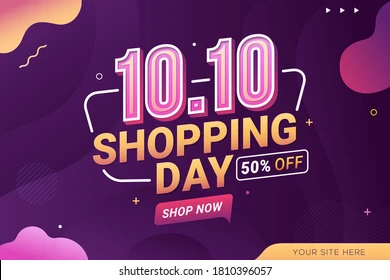 10.10
SHOPPING
DAY 50% OFF
SHOP NOW
YOUR SITE HERE
shutterstock.com · 1810396057